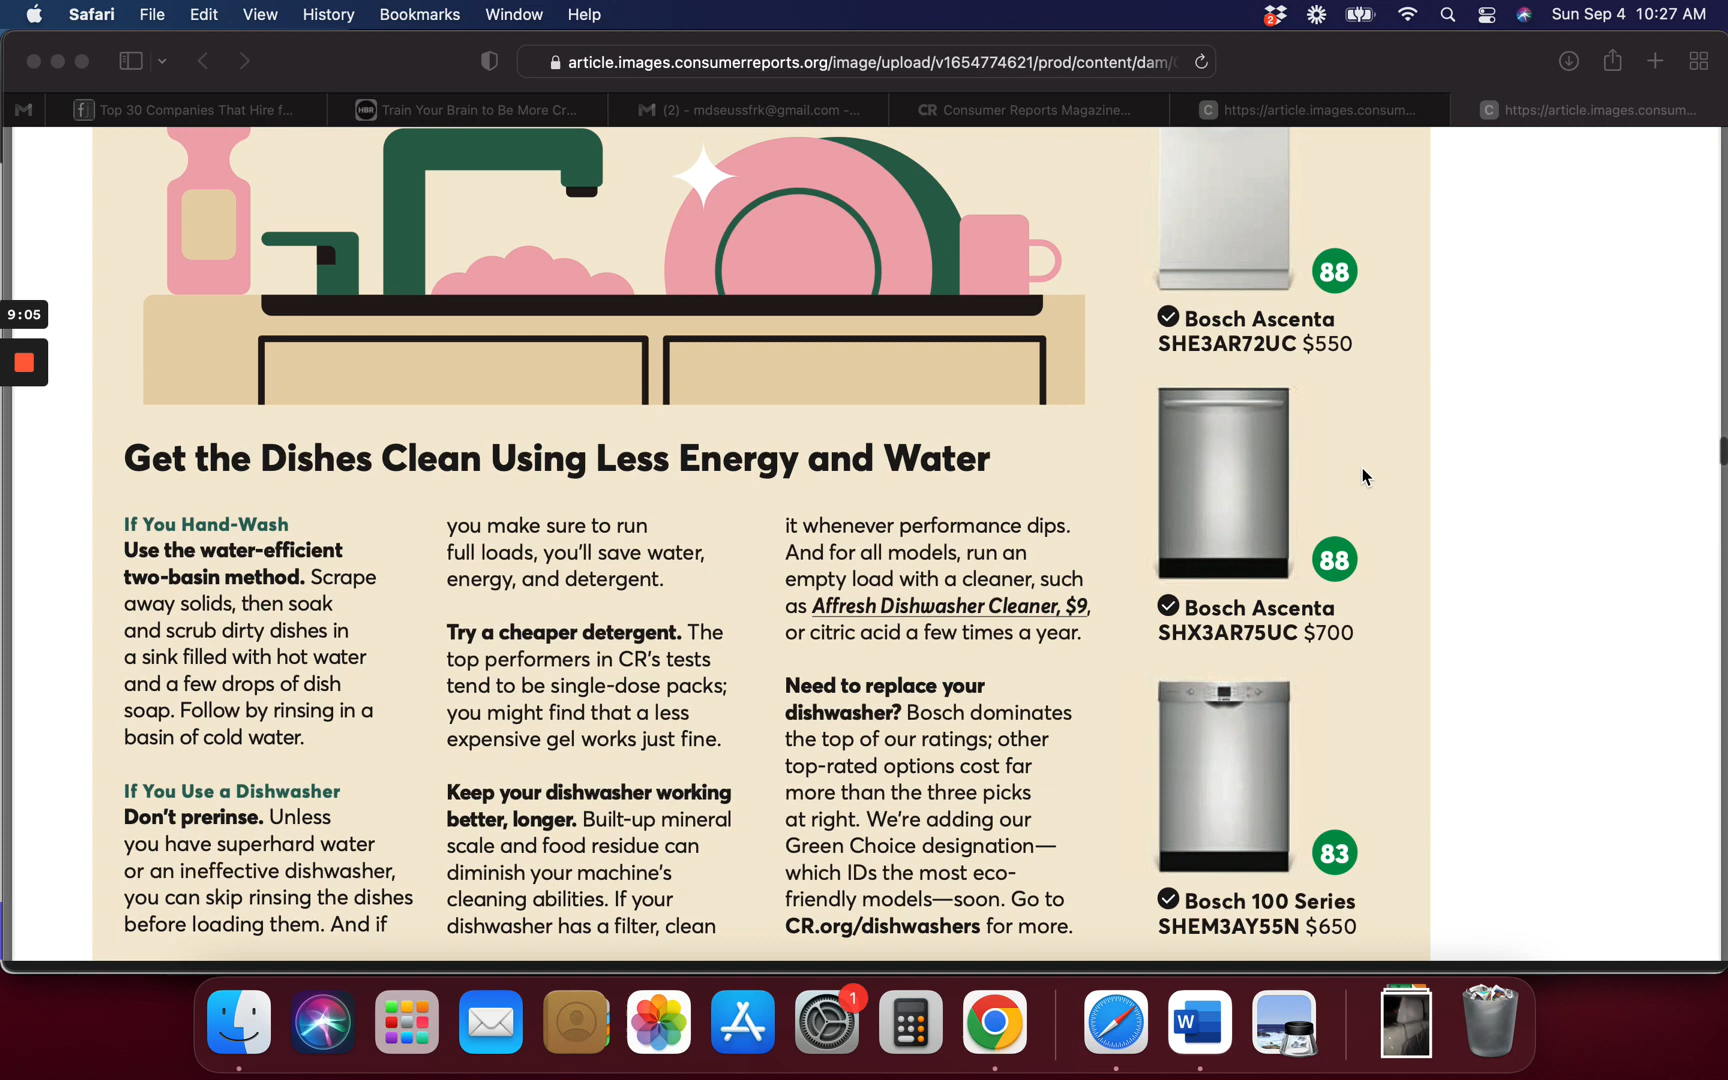 Safari File Edit View History Bookmarks Window Help
2
Sun Sep 4 10:27 AM
article.images.consumerreports.org/image/upload/v1654774621/prod/content/dam/
Top 30 Companies That Hire f...
HBR Train Your Brain to Be More Cr...
(2) - mdseussfrk@gmail.com -...
CR Consumer Reports Magazine...
C https://article.images.consum...
C https://article.images.consum...
9:05
88
Bosch Ascenta
SHE3AR72UC $550
88
Bosch Ascenta
SHX3AR75UC $700
83
Bosch 100 Series
SHEM3AY55N $650
Get the Dishes Clean Using Less Energy and Water
If You Hand-Wash
Use the water-efficient
two-basin method. Scrape
away solids, then soak
and scrub dirty dishes in
a sink filled with hot water
and a few drops of dish
soap. Follow by rinsing in a
basin of cold water.
If You Use a Dishwasher
Don't prerinse. Unless
you have superhard water
or an ineffective dishwasher,
you can skip rinsing the dishes
before loading them. And if
you make sure to run
full loads, you'll save water,
energy, and detergent.
Try a cheaper detergent. The
top performers in CR's tests
tend to be single-dose packs;
you might find that a less
expensive gel works just fine.
Keep your dishwasher working
better, longer. Built-up mineral
scale and food residue can
diminish your machine's
cleaning abilities. If your
dishwasher has a filter, clean
it whenever performance dips.
And for all models, run an
empty load with a cleaner, such
as Affresh Dishwasher Cleaner, $9,
or citric acid a few times a year.
Need to replace your
dishwasher? Bosch dominates
the top of our ratings; other
top-rated options cost far
more than the three picks
at right. We're adding our
Green Choice designation—
which IDs the most eco-
friendly models—soon. Go to
CR.org/dishwashers for more.
1
W